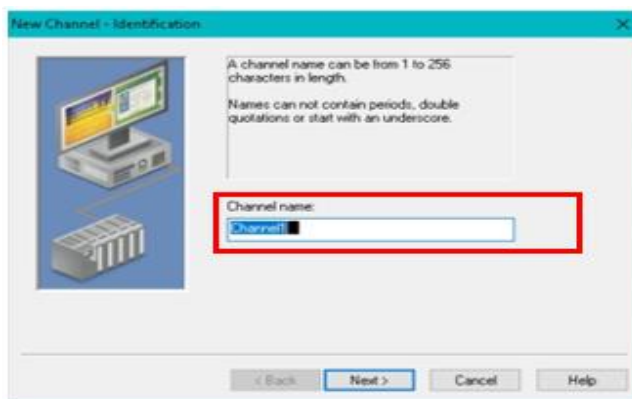 New Channel - Identification
A channel name can be from 1 to 256
characters in length.
Names can not contain periods, double
quotations or start with an underscore.
Channel name:
Channel1
< Back
Next >
Cancel
Help